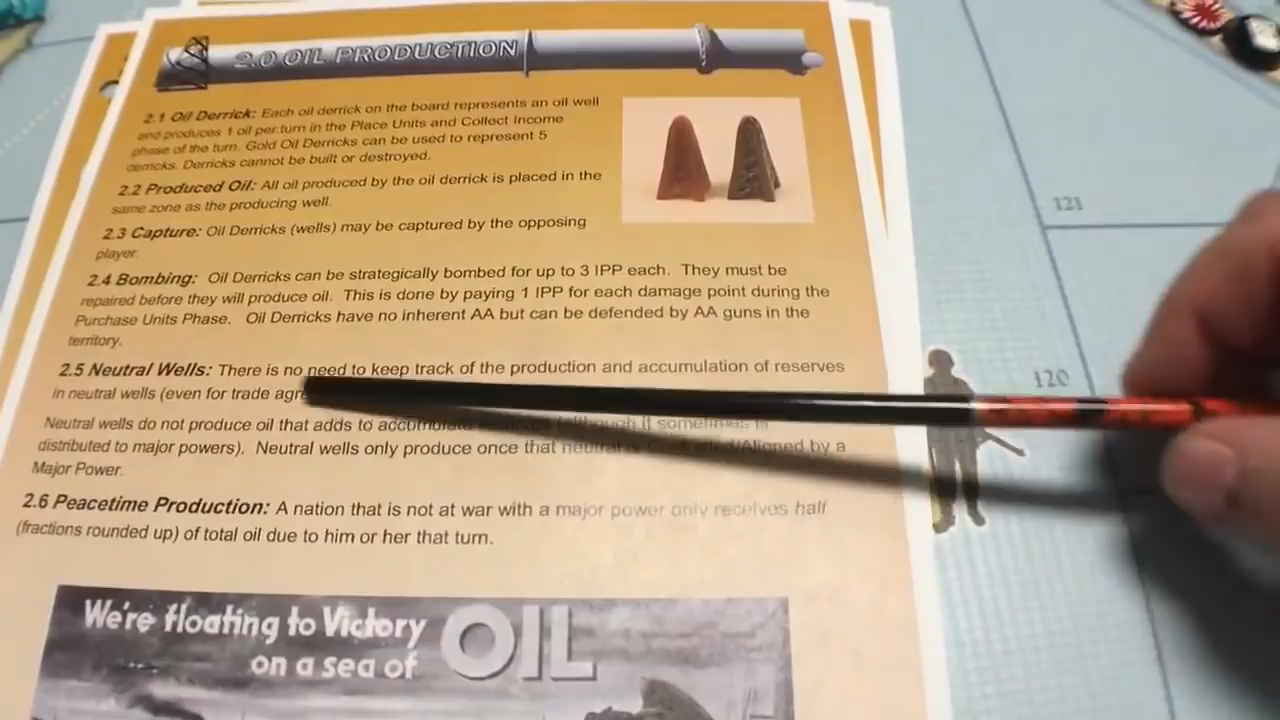 2.0 OIL PRODUCTION
2.1 Oil Derrick: Each oil derrick on the board represents an oil well
and produces 1 oil per turn in the Place Units and Collect Income
phase of the turn. Gold Oil Derricks can be used to represent 5
derricks. Derricks cannot be built or destroyed.
2.2 Produced Oil: All oil produced by the oil derrick is placed in the
same zone as the producing well.
2.3 Capture: Oil Derricks (wells) may be captured by the opposing
player.
2.4 Bombing: Oil Derricks can be strategically bombed for up to 3 IPP each. They must be
repaired before they will produce oil. This is done by paying 1 IPP for each damage point during the
Purchase Units Phase. Oil Derricks have no inherent AA but can be defended by AA guns in the
territory.
2.5 Neutral Wells: There is no need to keep track of the production and accumulation of reserves
in neutral wells (even for trade
Neutral wells do not produce oil that adds to accumulated (although it sometimes is
distributed to major powers). Neutral wells only produce once that neutral is /Aligned by a
Major Power.
2.6 Peacetime Production: A nation that is not at war with a major power only receives half
(fractions rounded up) of total oil due to him or her that turn.
We're floating to Victory
on a sea of OIL
121
120